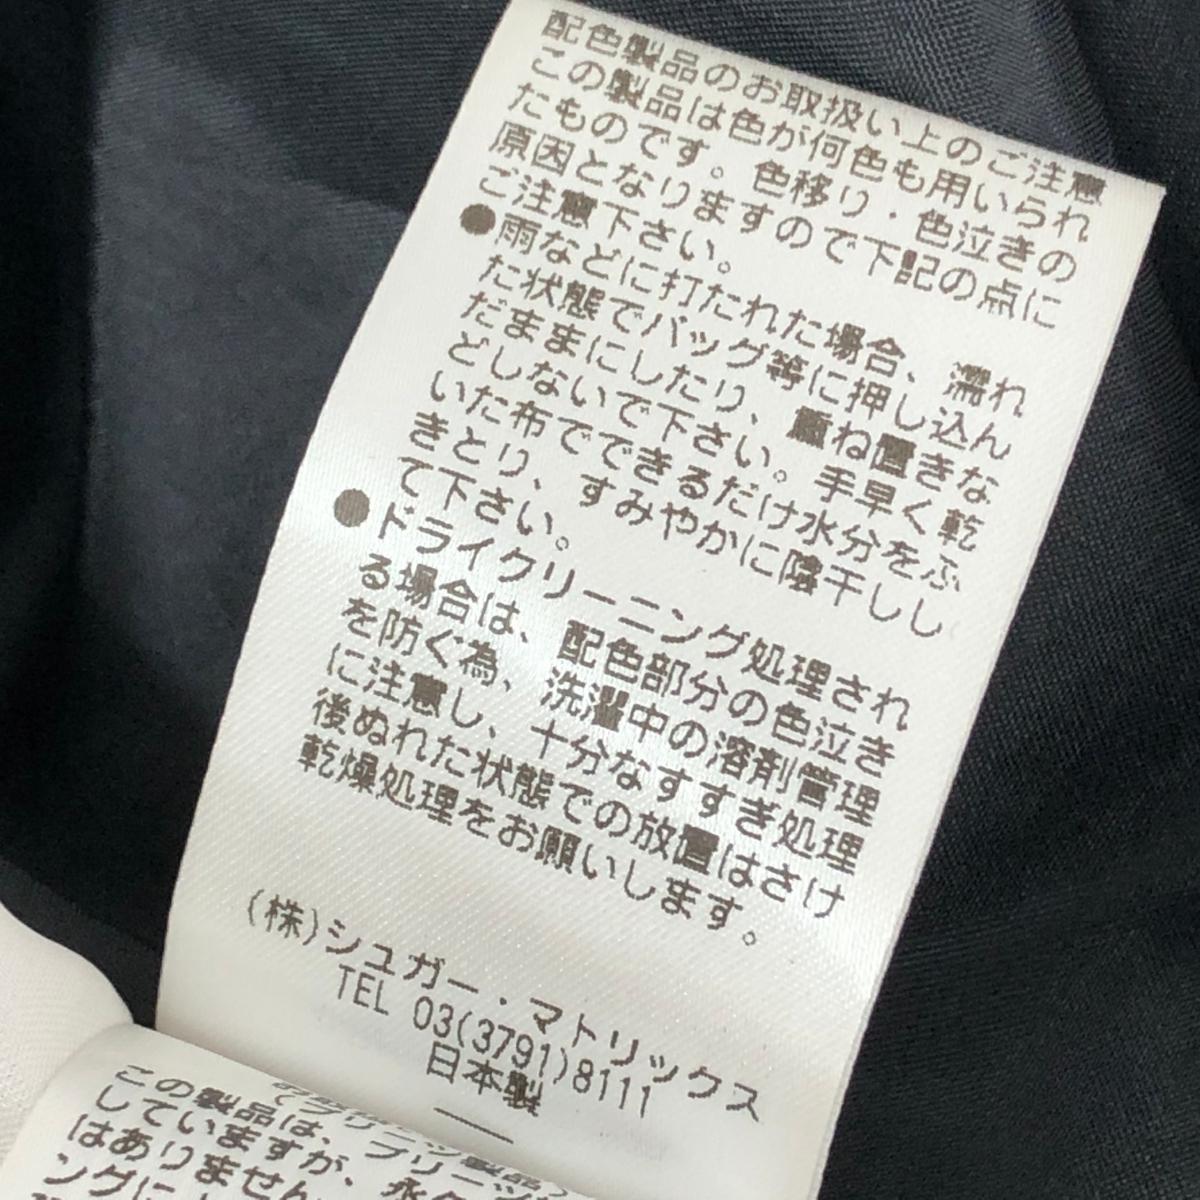 配色製品のお取扱い上のご注意
この製品は色が何色も用いられ
たものです。色移り・色泣きの
原因となりますので下記の点に
ご注意下さい。
●雨などに打たれた場合、濡れ
た状態でバッグ等に押し込ん
だままにしたり、重ね置きな
どしないで下さい。手早く乾
いた布でできるだけ水分をふ
きとり、すみやかに陰干しし
て下さい。
●ドライクリーニング処理され
る場合は、配色部分の色泣き
を防ぐ為、洗濯中の溶剤管理
に注意し、十分なすすぎ処理
後ぬれた状態での放置はさけ
乾燥処理をお願いします。
(株)シュガー・マトリックス
TEL 03(3791)8111
日本製
この製品は、プリーツ
していますが、永久
はありません
ングに